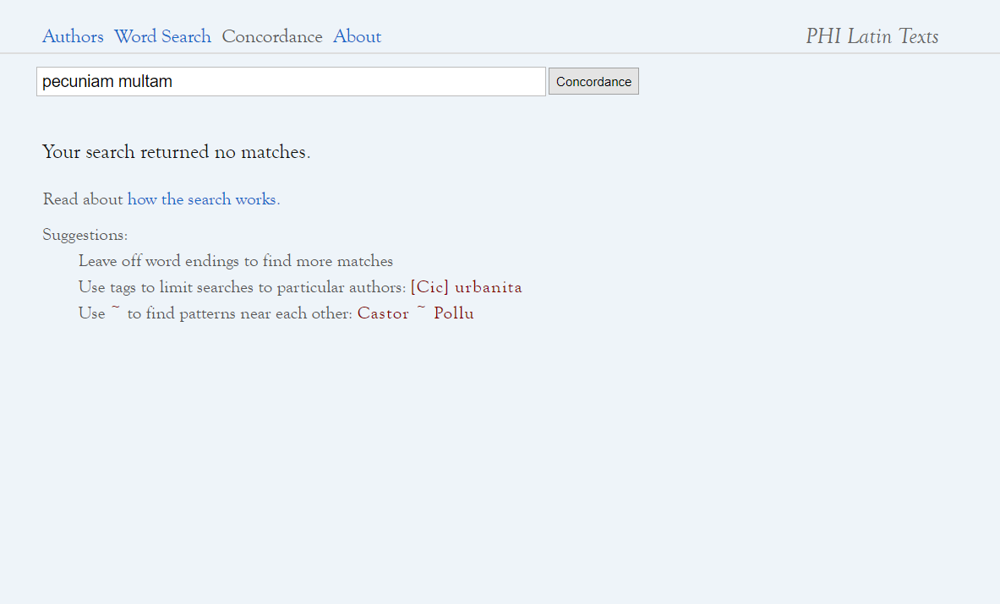 Authors Word Search Concordance About PHI Latin Texts
pecuniam multam Concordance
Your search returned no matches.
Read about how the search works.
Suggestions:
Leave off word endings to find more matches
Use tags to limit searches to particular authors: [Cic] urbanita
Use ~ to find patterns near each other: Castor ~ Pollu